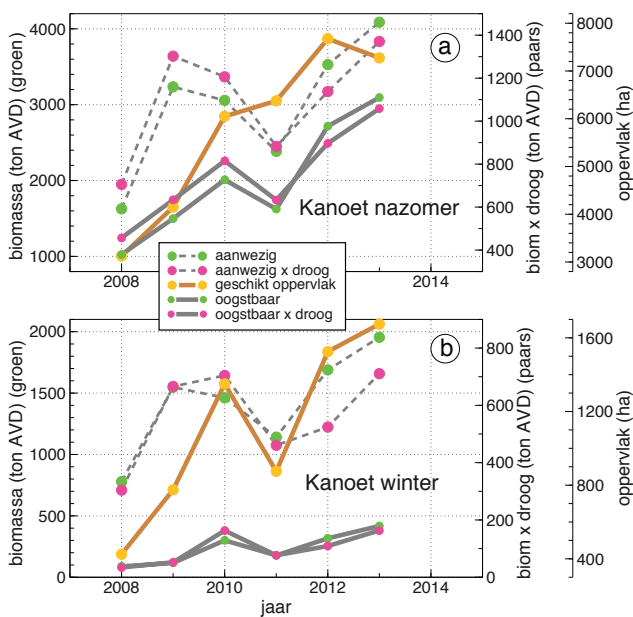 4000
3000
2000
1000
biomassa (ton AVD) (groen)
a
Kanoet nazomer
2008
2014
1400
1200
1000
800
600
400
biom x droog (ton AVD) (paars)
8000
7000
6000
5000
4000
3000
oppervlak (ha)
aanwezig
aanwezig x droog
geschikt oppervlak
oogstbaar
oogstbaar x droog
2000
1500
1000
500
0
biomassa (ton AVD) (groen)
b
Kanoet winter
2008
2010
2012
2014
jaar
800
600
400
200
0
biom x droog (ton AVD) (paars)
1600
1200
800
400
oppervlak (ha)